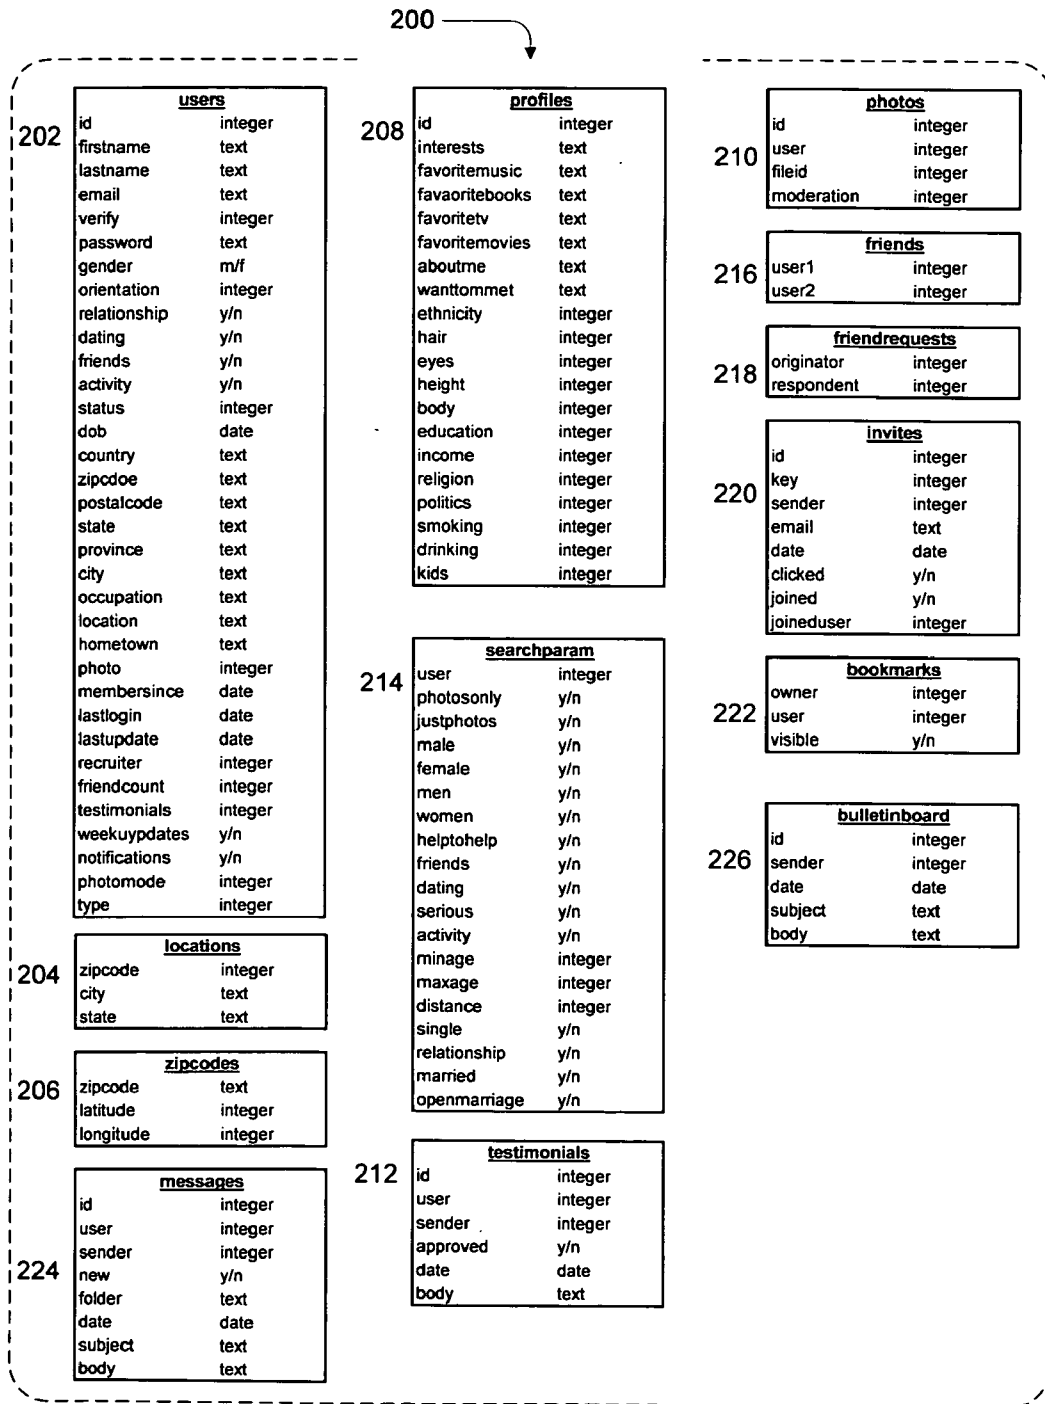 200
202
users
id integer
firstname text
lastname text
email text
verify integer
password text
gender m/f
orientation integer
relationship y/n
dating y/n
friends y/n
activity y/n
status integer
dob date
country text
zipcdoe text
postalcode text
state text
province text
city text
occupation text
location text
hometown text
photo integer
membersince date
lastlogin date
lastupdate date
recruiter integer
friendcount integer
testimonials integer
weekuypdates y/n
notifications y/n
photomode integer
type integer
204
locations
zipcode integer
city text
state text
206
zipcodes
zipcode text
latitude integer
longitude integer
224
messages
id integer
user integer
sender integer
new y/n
folder text
date date
subject text
body text
208
profiles
id integer
interests text
favoritemusic text
favaoritebooks text
favoritetv text
favoritemovies text
aboutme text
wanttommet text
ethnicity integer
hair integer
eyes integer
height integer
body integer
education integer
income integer
religion integer
politics integer
smoking integer
drinking integer
kids integer
214
searchparam
user integer
photosonly y/n
justphotos y/n
male y/n
female y/n
men y/n
women y/n
helptohelp y/n
friends y/n
dating y/n
serious y/n
activity y/n
minage integer
maxage integer
distance integer
single y/n
relationship y/n
married y/n
openmarriage y/n
212
testimonials
id integer
user integer
sender integer
approved y/n
date date
body text
210
photos
id integer
user integer
fileid integer
moderation integer
216
friends
user1 integer
user2 integer
218
friendrequests
originator integer
respondent integer
220
invites
id integer
key integer
sender integer
email text
date date
clicked y/n
joined y/n
joineduser integer
222
bookmarks
owner integer
user integer
visible y/n
226
bulletinboard
id integer
sender integer
date date
subject text
body text